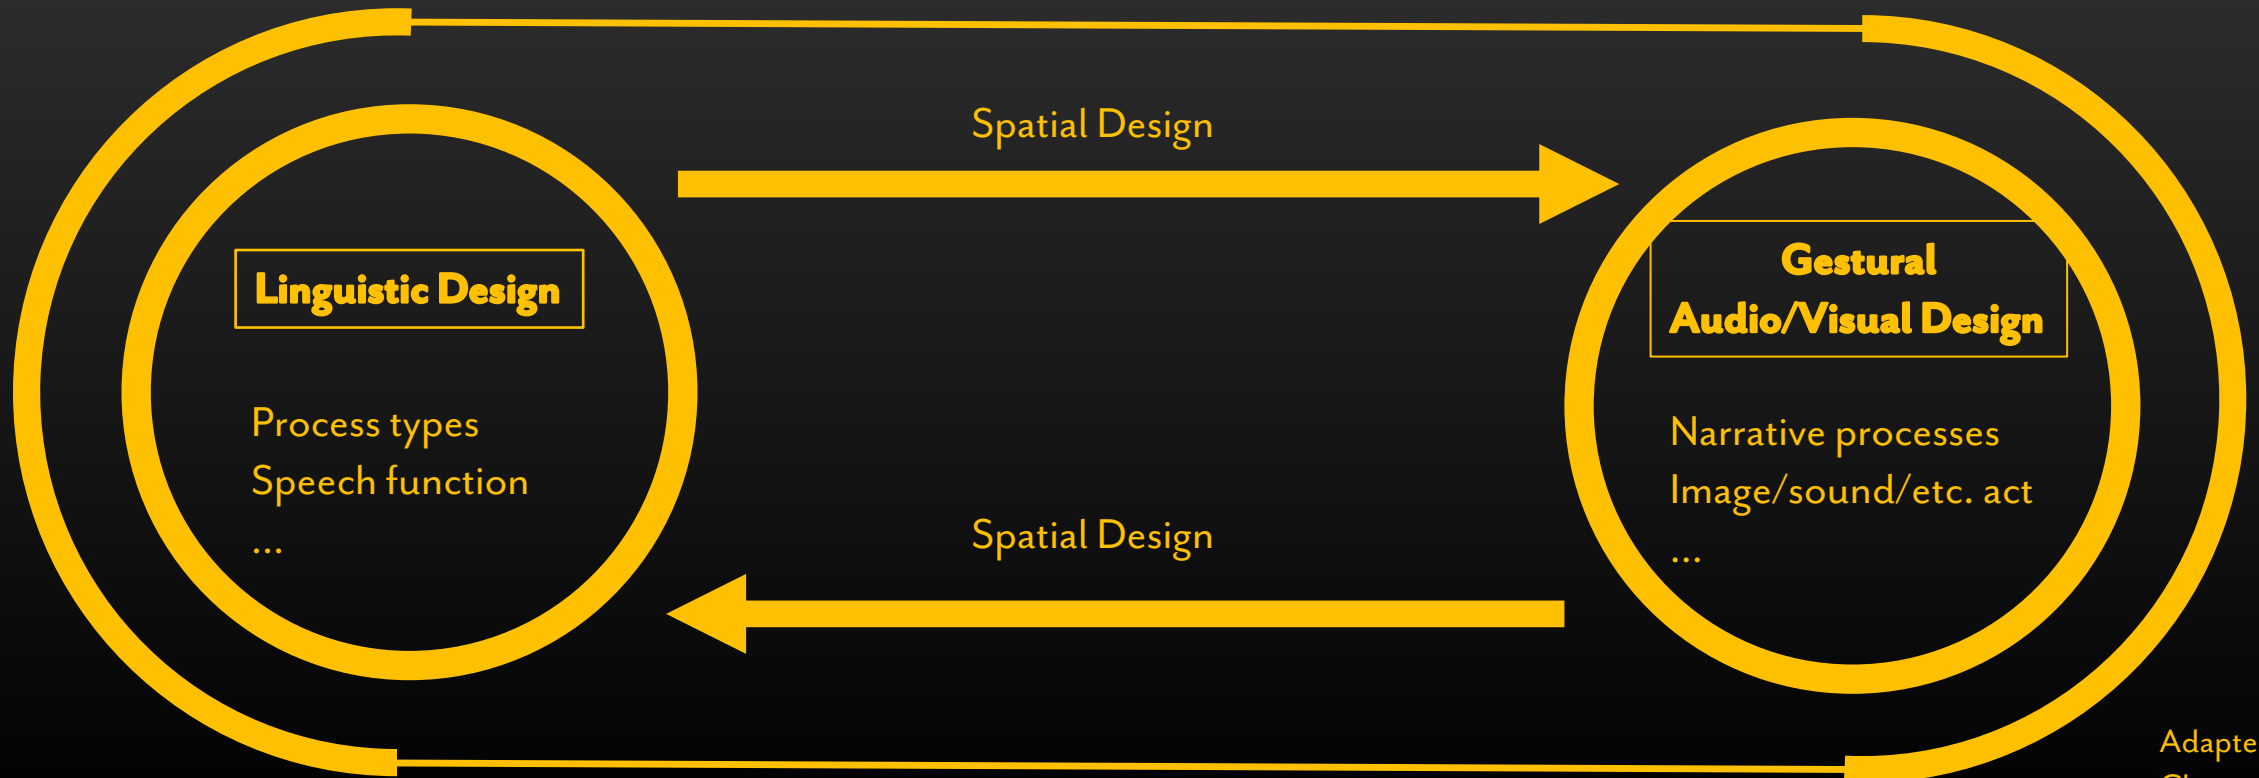 Spatial Design
Linguistic Design
Process types
Speech function
...
Gestural
Audio/Visual Design
Narrative processes
Image/sound/etc. act
...
Spatial Design